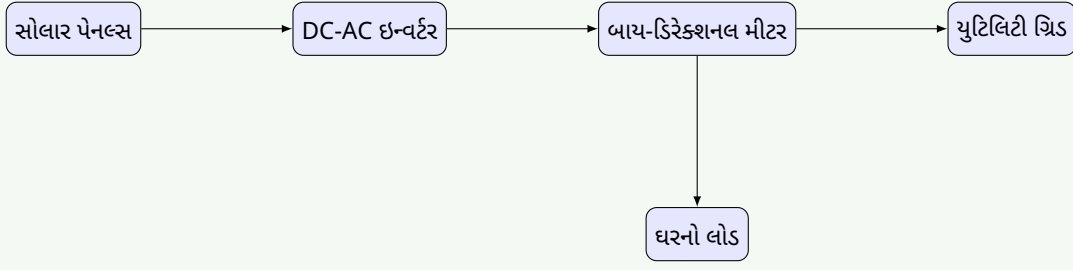 સોલાર પેનલ્સ
DC-AC ઇન્વર્ટર
બાય-ડિરેક્શનલ મીટર
યુટિલિટી ગ્રિડ
ઘરનો લોડ